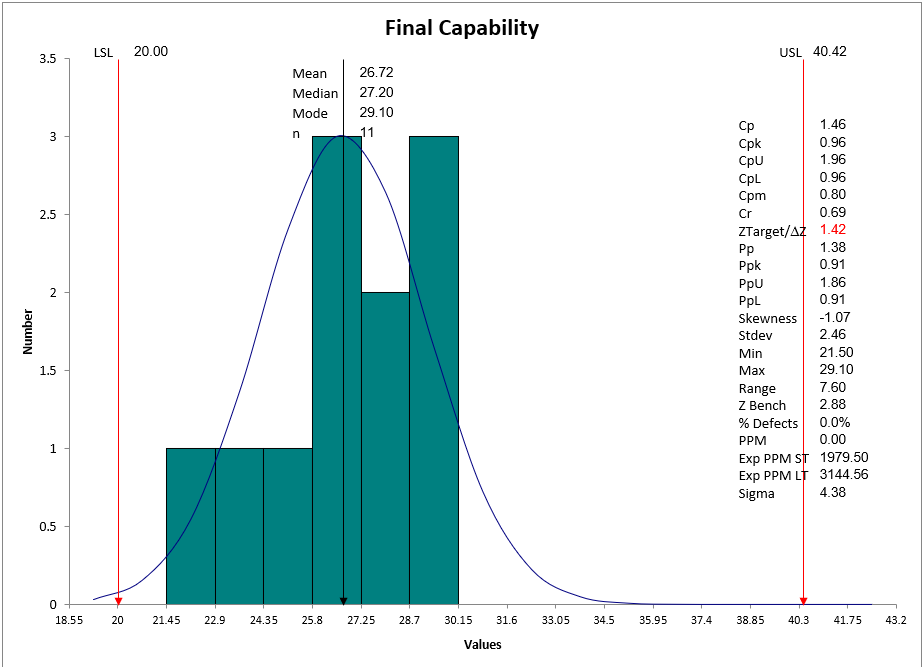 Final Capability
LSL 20.00
USL 40.42
Mean 26.72
Median 27.20
Mode 29.10
n 11
Cp 1.46
Cpk 0.96
CpU 1.96
CpL 0.96
Cpm 0.80
Cr 0.69
ZTarget/ΔZ 1.42
Pp 1.38
Ppk 0.91
PpU 1.86
PpL 0.91
Skewness -1.07
Stdev 2.46
Min 21.50
Max 29.10
Range 7.60
Z Bench 2.88
% Defects 0.0%
PPM 0.00
Exp PPM ST 1979.50
Exp PPM LT 3144.56
Sigma 4.38
Number
3.5
3
2.5
2
1.5
1
0.5
0
18.55 20 21.45 22.9 24.35 25.8 27.25 28.7 30.15 31.6 33.05 34.5 35.95 37.4 38.85 40.3 41.75 43.2
Values